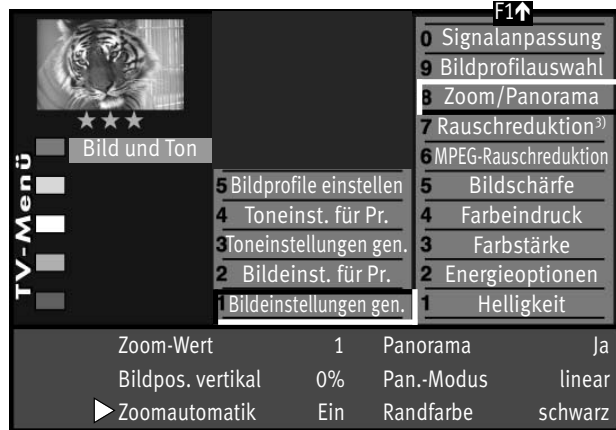 F1↑
0 Signalanpassung
9 Bildprofilauswahl
8 Zoom/Panorama
7 Rauschreduktion3)
6 MPEG-Rauschreduktion
5 Bildschärfe
4 Farbeindruck
3 Farbstärke
2 Energieoptionen
1 Helligkeit
TV-Menü
Bild und Ton
5 Bildprofile einstellen
4 Toneinst. für Pr.
3 Toneinstellungen gen.
2 Bildeinst. für Pr.
1 Bildeinstellungen gen.
Zoom-Wert 1 Panorama Ja
Bildpos. vertikal 0% Pan.-Modus linear
Zoomautomatik Ein Randfarbe schwarz